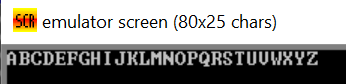 SCR emulator screen (80x25 chars)
ABCDEFGHIJKLMNOPQRSTUVWXYZ